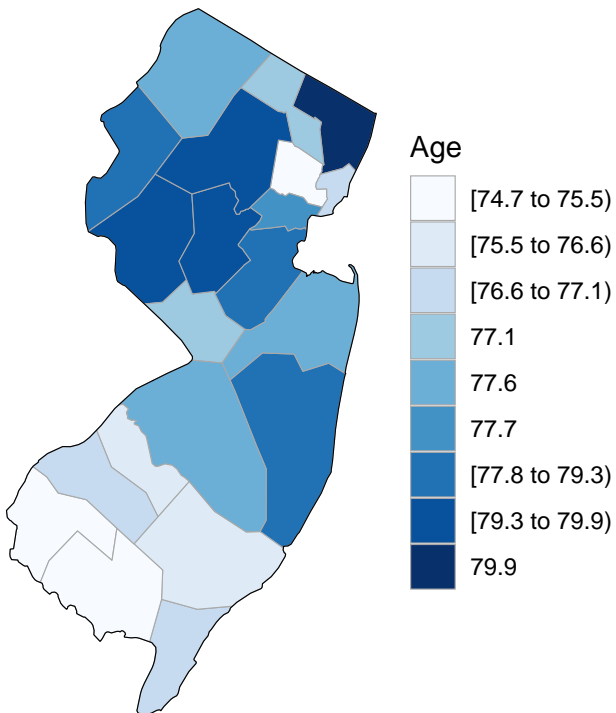 Age
[74.7 to 75.5)
[75.5 to 76.6)
[76.6 to 77.1)
77.1
77.6
77.7
[77.8 to 79.3)
[79.3 to 79.9)
79.9